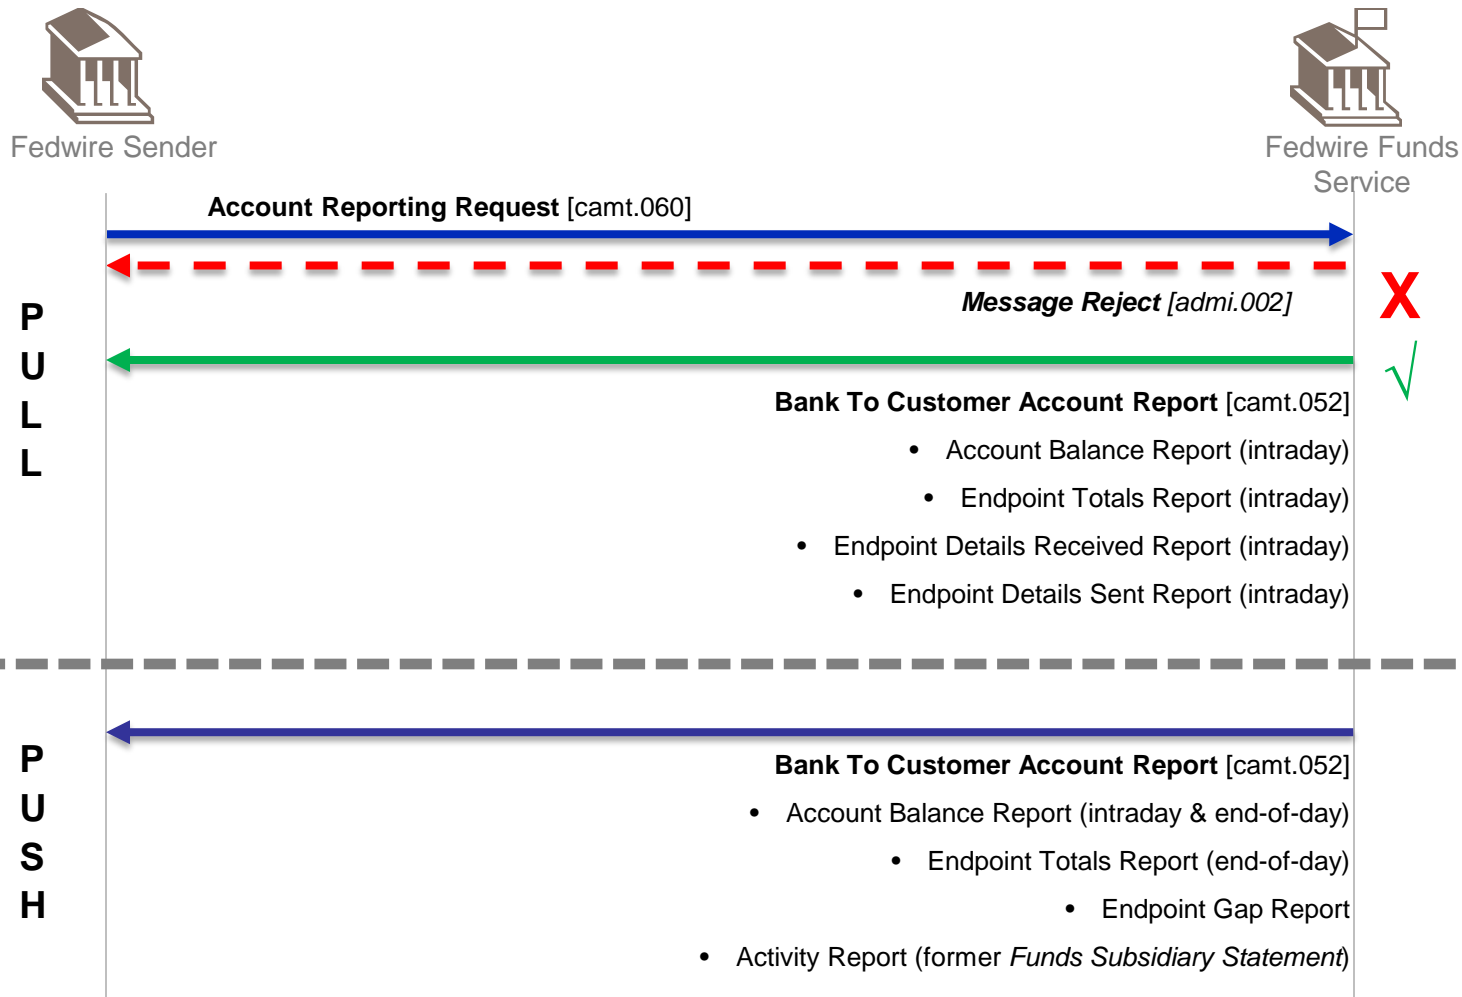 Fedwire Sender
Fedwire Funds
Service
Account Reporting Request [camt.060]
Message Reject [admi.002]
X
√
P
U
L
L
Bank To Customer Account Report [camt.052]
• Account Balance Report (intraday)
• Endpoint Totals Report (intraday)
• Endpoint Details Received Report (intraday)
• Endpoint Details Sent Report (intraday)
P
U
S
H
Bank To Customer Account Report [camt.052]
• Account Balance Report (intraday & end-of-day)
• Endpoint Totals Report (end-of-day)
• Endpoint Gap Report
• Activity Report (former Funds Subsidiary Statement)